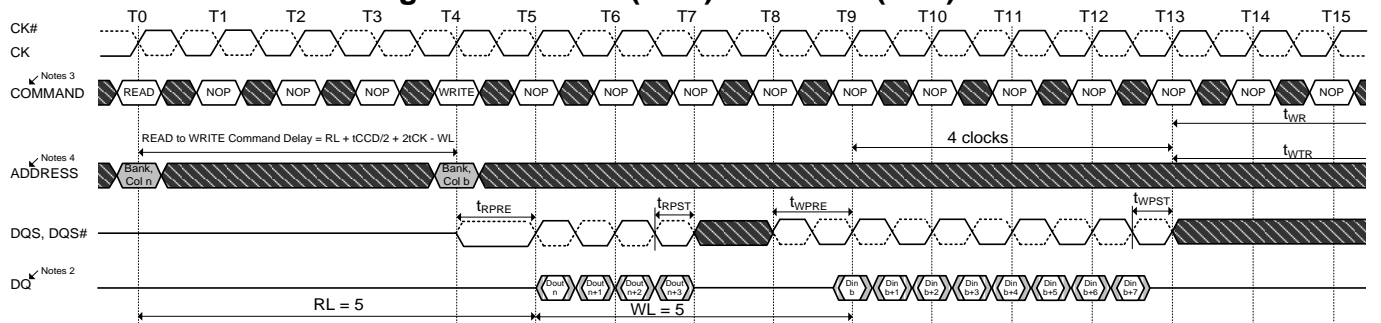 T0 T1 T2 T3 T4 T5 T6 T7 T8 T9 T10 T11 T12 T13 T14 T15
CK#
CK
Notes 3
COMMAND READ NOP NOP NOP WRITE NOP NOP NOP NOP NOP NOP NOP NOP NOP NOP NOP
tWR
READ to WRITE Command Delay = RL + tCCD/2 + 2tCK - WL
4 clocks
tWTR
Notes 4
ADDRESS
Bank, Col n
Bank, Col b
tRPRE tRPST tWPRE tWPST
DQS, DQS#
Notes 2
DQ
Dout n Dout n+1 Dout n+2 Dout n+3 Din b Din b+1 Din b+2 Din b+3 Din b+4 Din b+5 Din b+6 Din b+7
RL = 5 WL = 5